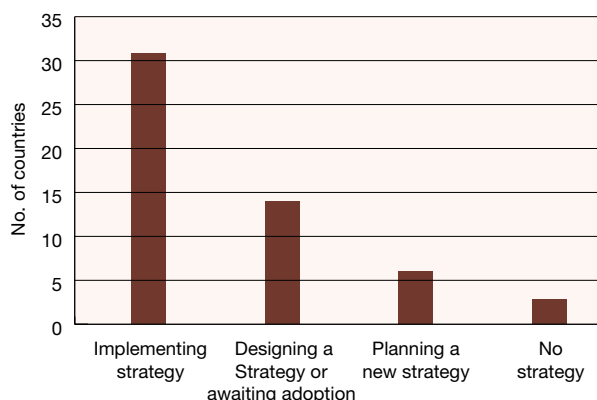 35
30
25
20
15
10
5
0
No. of countries
Implementing
strategy
Designing a
Strategy or
awaiting adoption
Planning a
new strategy
No
strategy